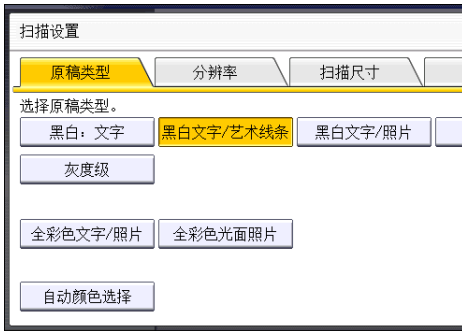 扫描设置
原稿类型 分辨率 扫描尺寸
选择原稿类型。
黑白：文字 黑白文字/艺术线条 黑白文字/照片
灰度级
全彩色文字/照片 全彩色光面照片
自动颜色选择